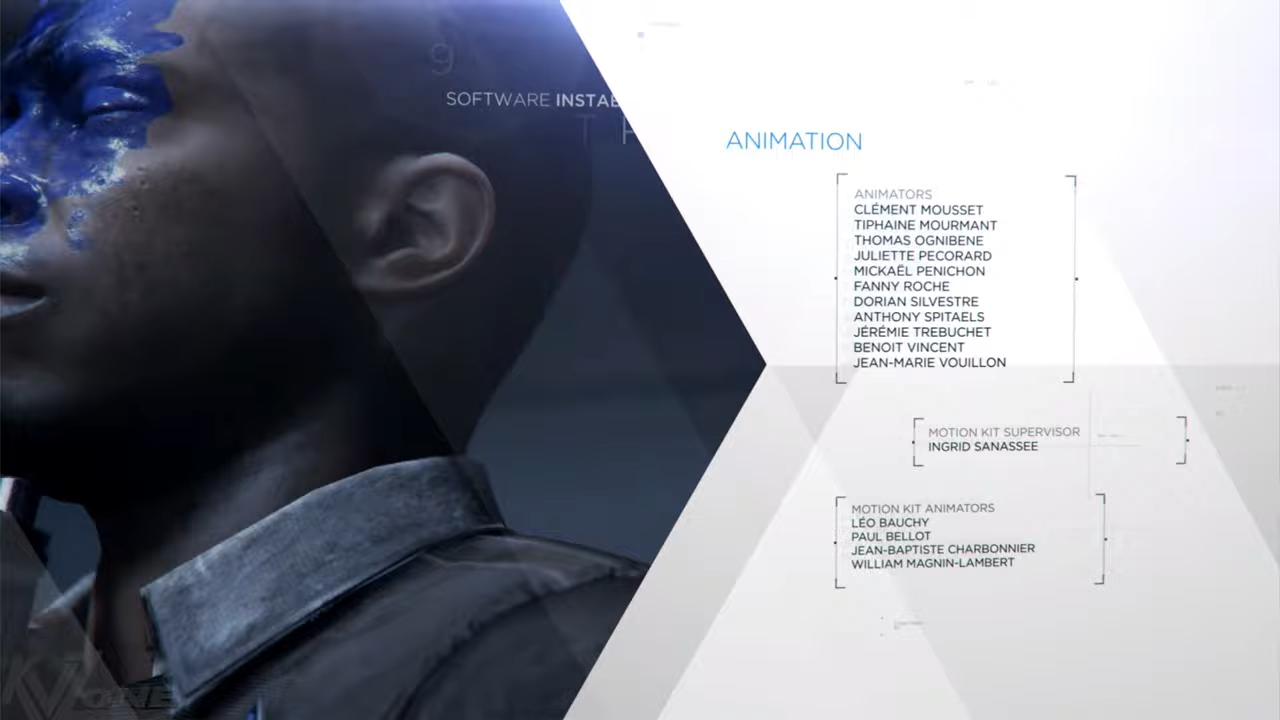 9
SOFTWARE INSTAB
TH
ANIMATION
ANIMATORS
CLÉMENT MOUSSET
TIPHAINE MOURMANT
THOMAS OGNIBENE
JULIETTE PECORARD
MICKAËL PENICHON
FANNY ROCHE
DORIAN SILVESTRE
ANTHONY SPITAELS
JÉRÉMIE TREBUCHET
BENOIT VINCENT
JEAN-MARIE VOUILLON
MOTION KIT SUPERVISOR
INGRID SANASSEE
MOTION KIT ANIMATORS
LÉO BAUCHY
PAUL BELLOT
JEAN-BAPTISTE CHARBONNIER
WILLIAM MAGNIN-LAMBERT